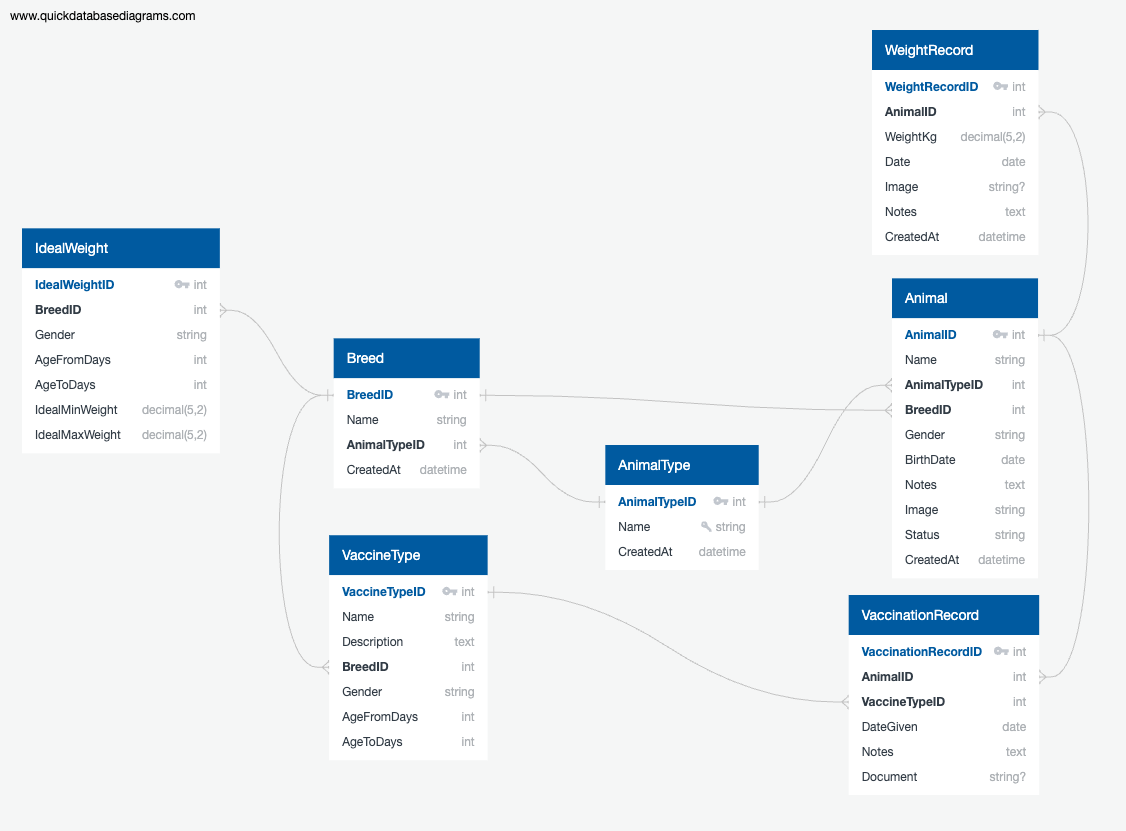 www.quickdatabasediagrams.com
WeightRecord
WeightRecordID int
AnimalID int
WeightKg decimal(5,2)
Date date
Image string?
Notes text
CreatedAt datetime
IdealWeight
IdealWeightID int
BreedID int
Gender string
AgeFromDays int
AgeToDays int
IdealMinWeight decimal(5,2)
IdealMaxWeight decimal(5,2)
Animal
AnimalID int
Name string
AnimalTypeID int
BreedID int
Gender string
BirthDate date
Notes text
Image string
Status string
CreatedAt datetime
Breed
BreedID int
Name string
AnimalTypeID int
CreatedAt datetime
AnimalType
AnimalTypeID int
Name string
CreatedAt datetime
VaccineType
VaccineTypeID int
Name string
Description text
BreedID int
Gender string
AgeFromDays int
AgeToDays int
VaccinationRecord
VaccinationRecordID int
AnimalID int
VaccineTypeID int
DateGiven date
Notes text
Document string?